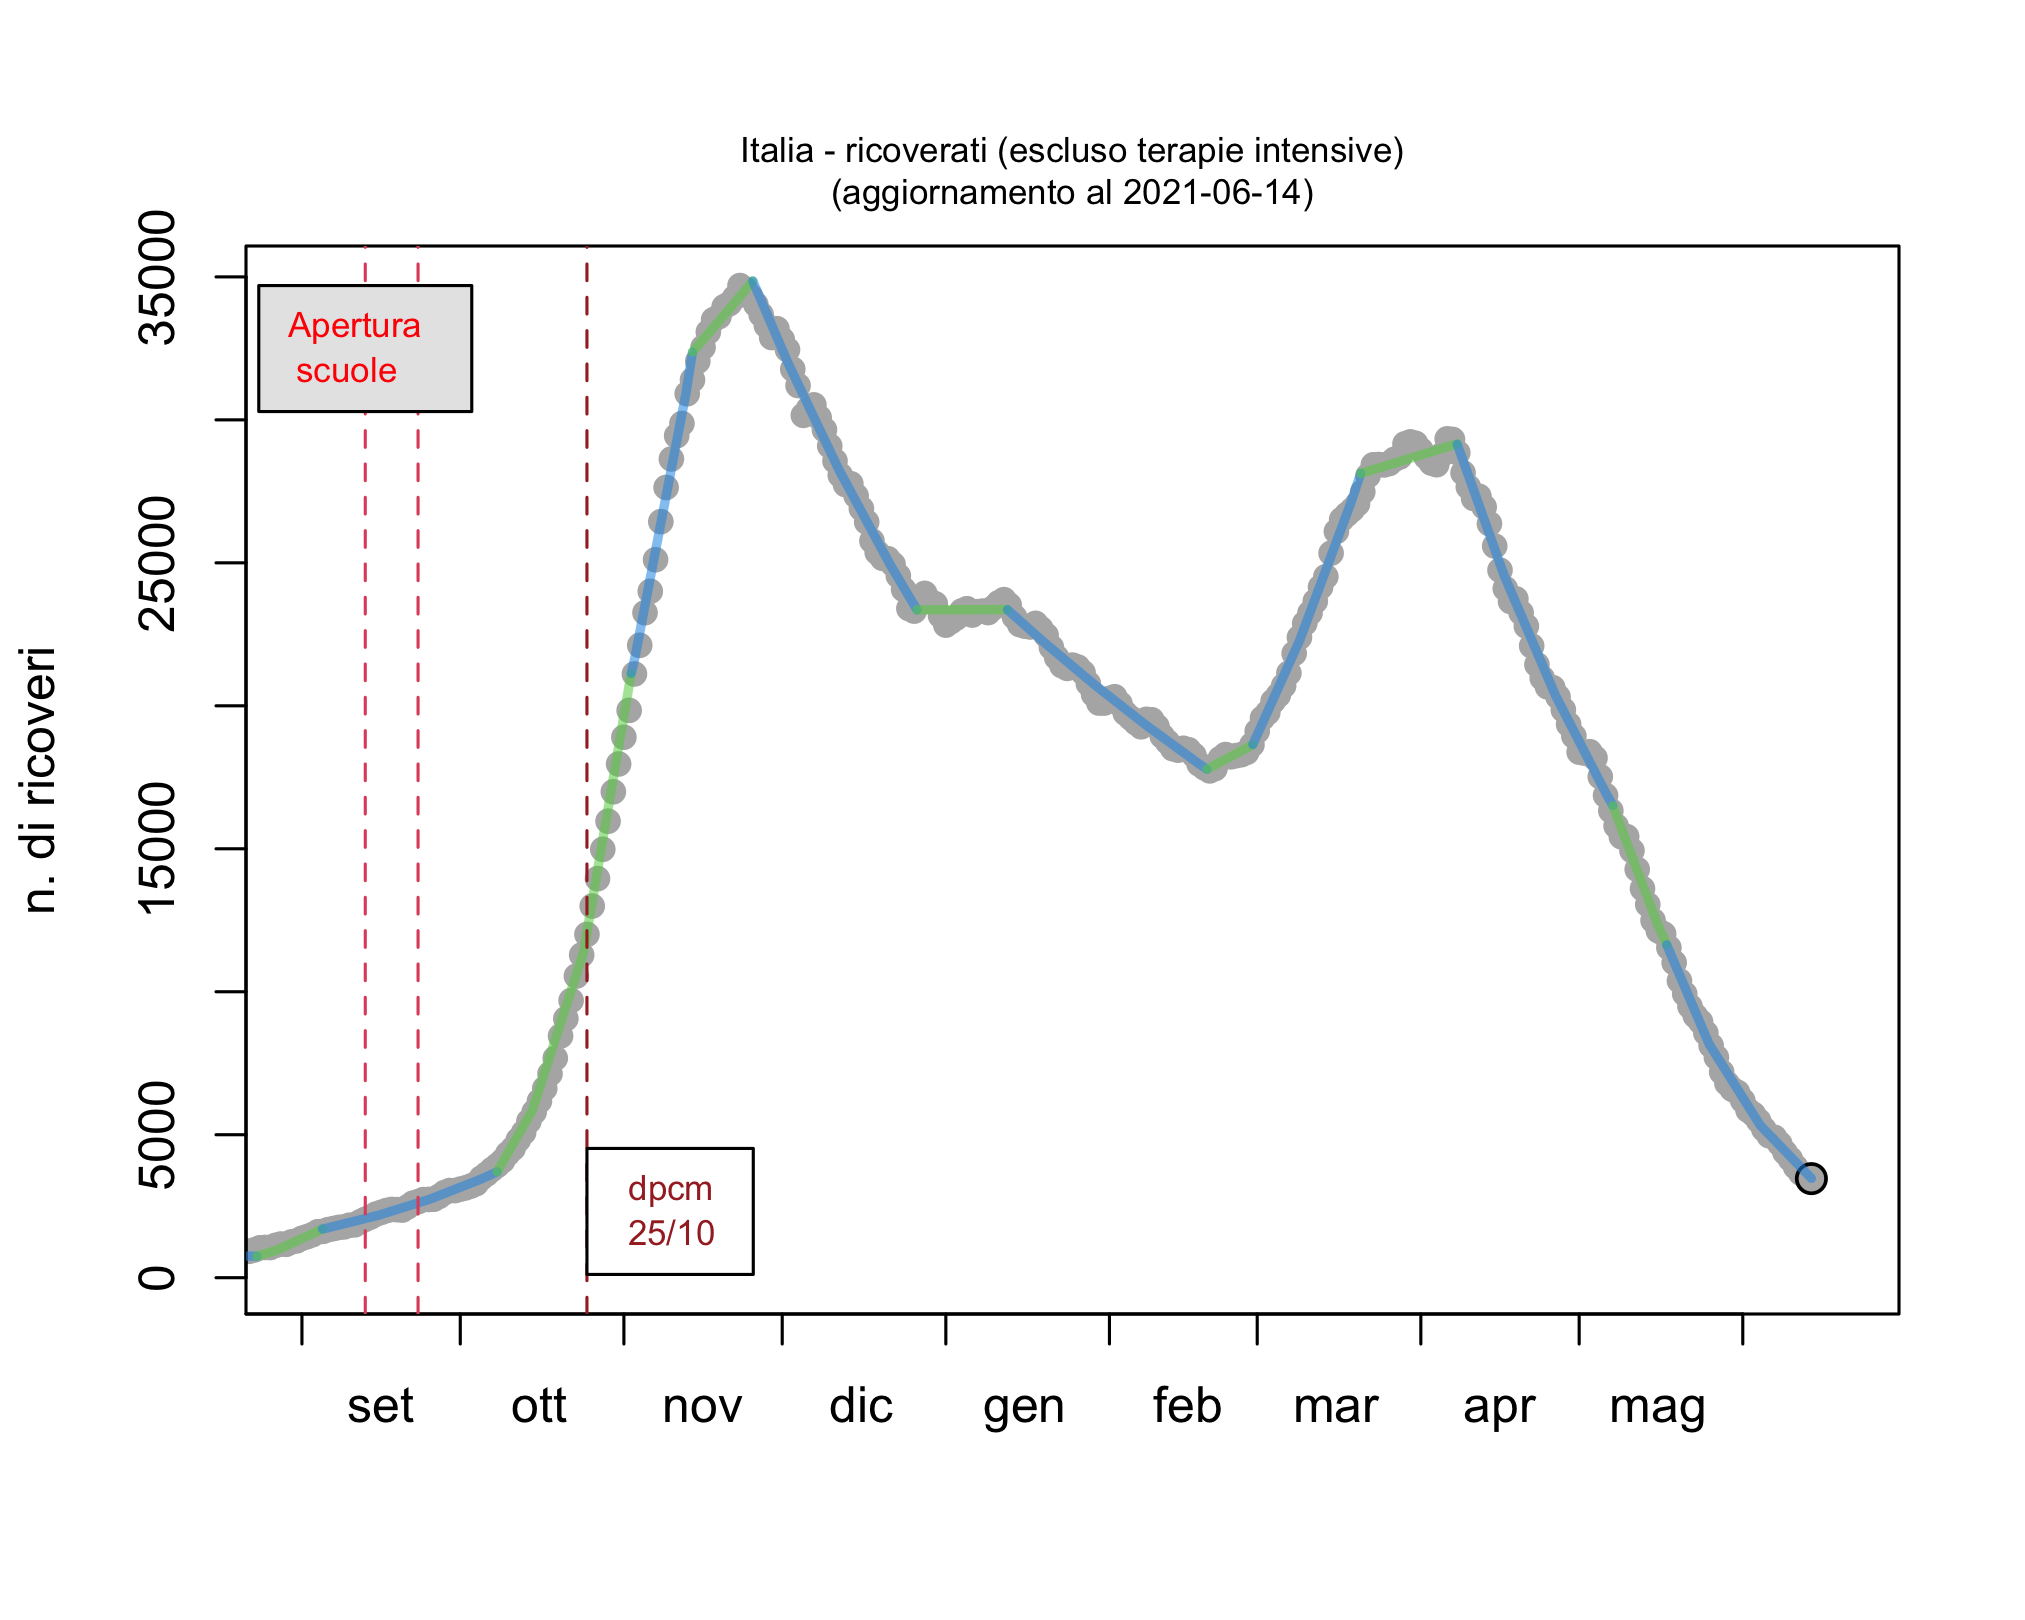 Italia - ricoverati (escluso terapie intensive)
(aggiornamento al 2021-06-14)
n. di ricoveri
35000
25000
15000
5000
0
Apertura
scuole
dpcm
25/10
set ott nov dic gen feb mar apr mag